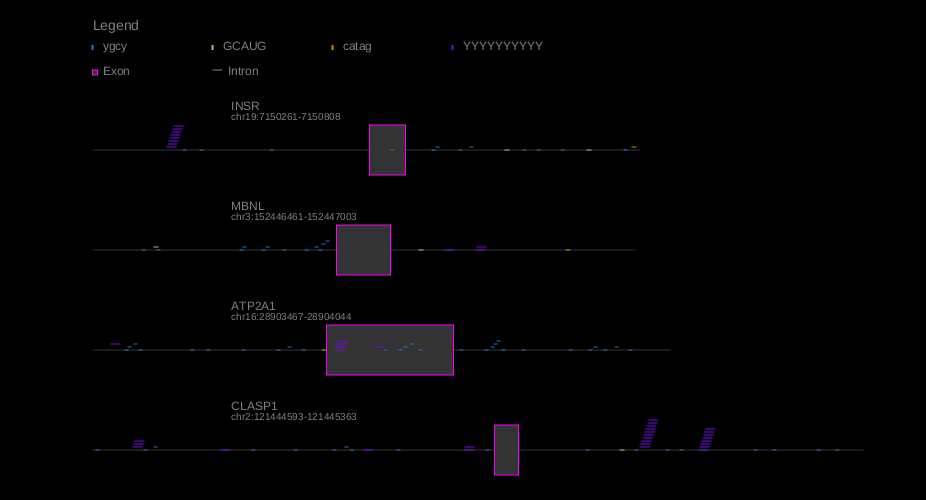 Legend
ygcy GCAUG catag YYYYYYYYYY
Exon Intron
INSR
chr19:7150261-7150808
MBNL
chr3:152446461-152447003
ATP2A1
chr16:28903467-28904044
CLASP1
chr2:121444593-121445363